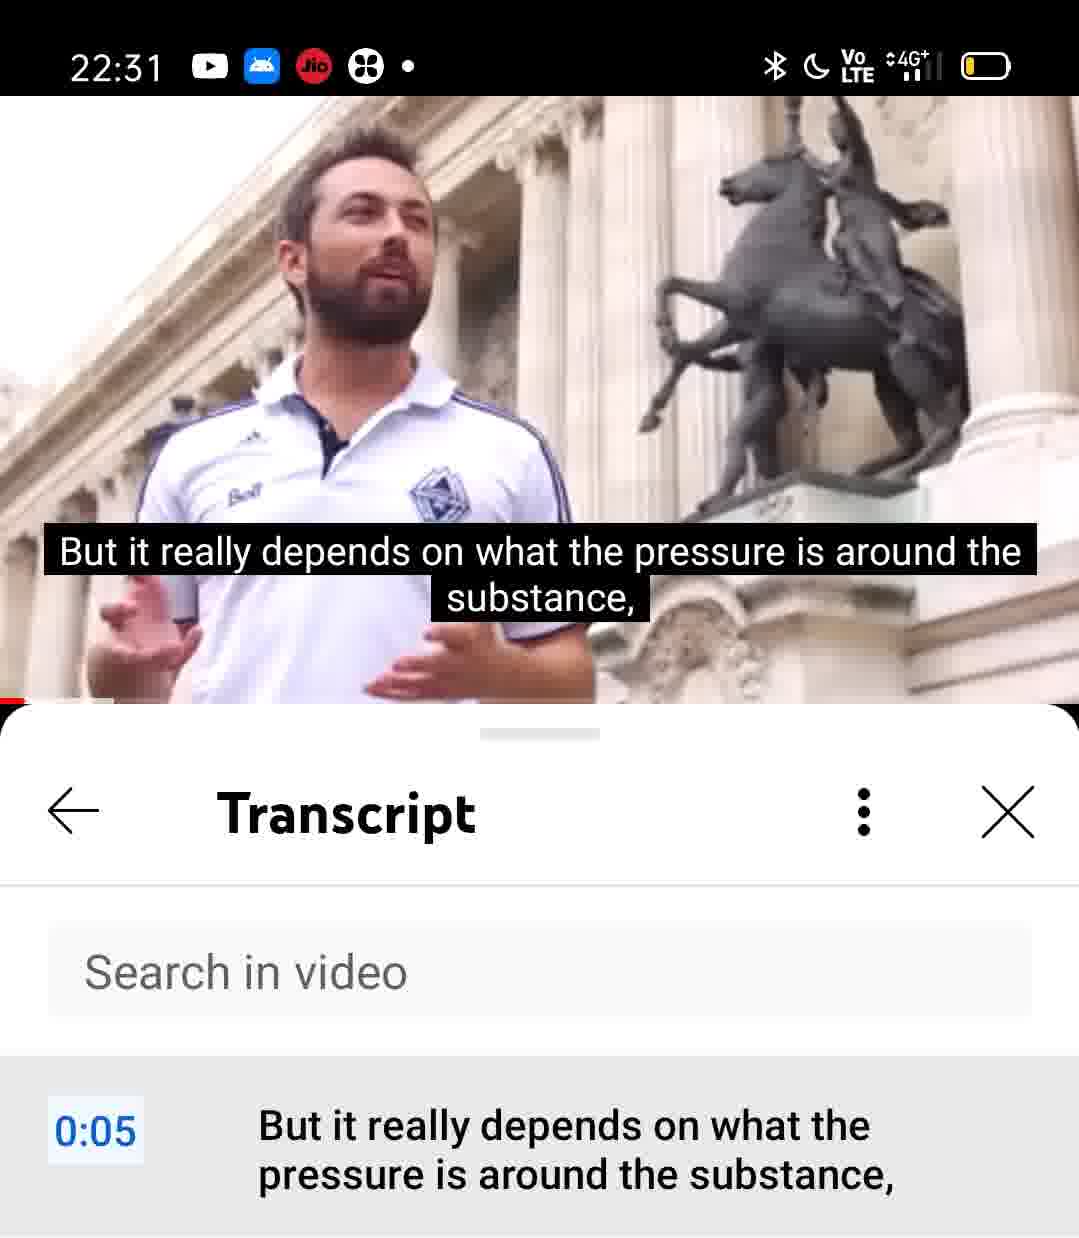 22:31 Jio Vo LTE 4G+
Bell
But it really depends on what the pressure is around the
substance,
Transcript
Search in video
0:05 But it really depends on what the
pressure is around the substance,